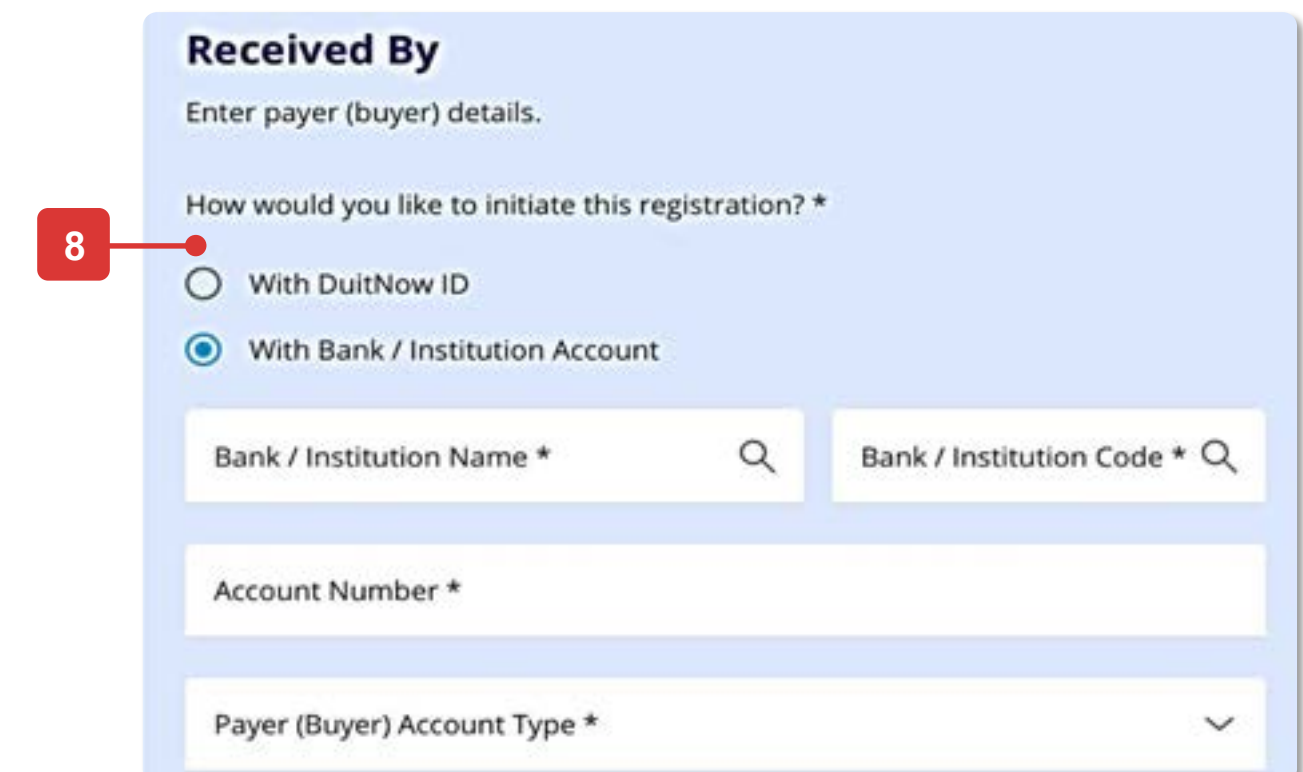 Received By
Enter payer (buyer) details.
How would you like to initiate this registration? *
8
With DuitNow ID
With Bank / Institution Account
Bank / Institution Name *
Bank / Institution Code *
Account Number *
Payer (Buyer) Account Type *